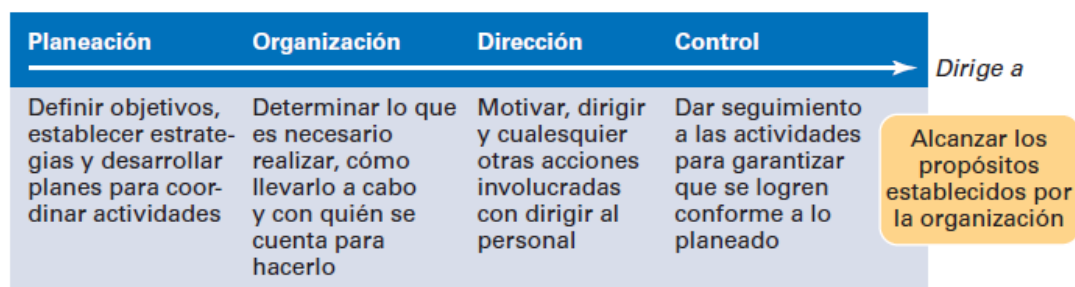 Planeación
Organización
Dirección
Control
Dirige a
Definir objetivos,
establecer estrate-
gias y desarrollar
planes para coor-
dinar actividades
Determinar lo que
es necesario
realizar, cómo
llevarlo a cabo
y con quién se
cuenta para
hacerlo
Motivar, dirigir
y cualesquier
otras acciones
involucradas
con dirigir al
personal
Dar seguimiento
a las actividades
para garantizar
que se logren
conforme a lo
planeado
Alcanzar los
propósitos
establecidos por
la organización